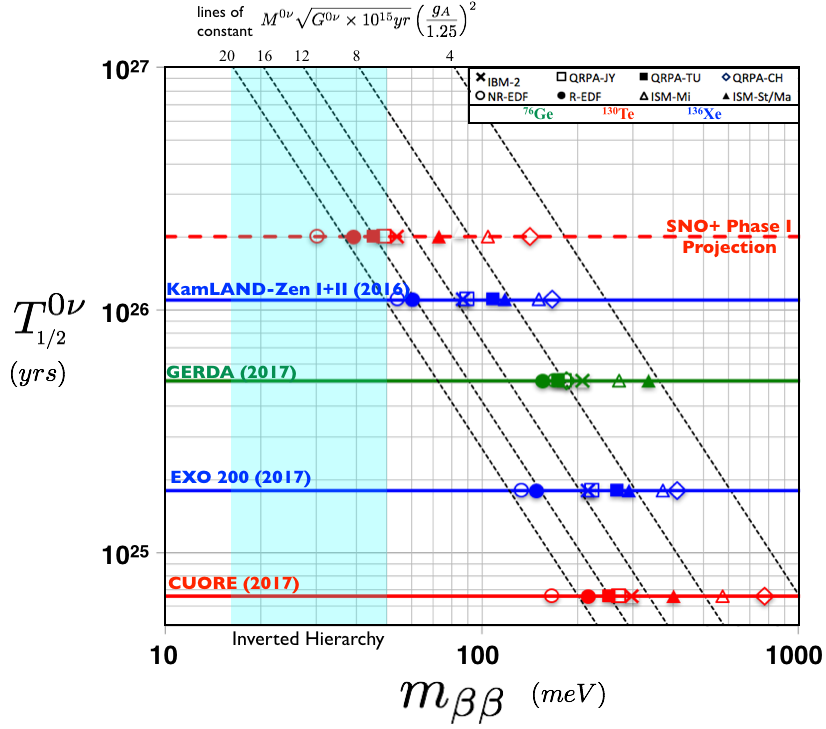 lines of
constant M^{0ν} √(G^{0ν} × 10^{15}yr) (g_A/1.25)^2
20 16 12 8 4
10^27
IBM-2 QRPA-JY QRPA-TU QRPA-CH
NR-EDF R-EDF ISM-Mi ISM-St/Ma
76Ge 130Te 136Xe
SNO+ Phase I
Projection
KamLAND-Zen I+II (2016)
T^{0ν}_{1/2}
10^26
(yrs)
GERDA (2017)
EXO 200 (2017)
10^25
CUORE (2017)
Inverted Hierarchy
10 100 1000
m_ββ (meV)